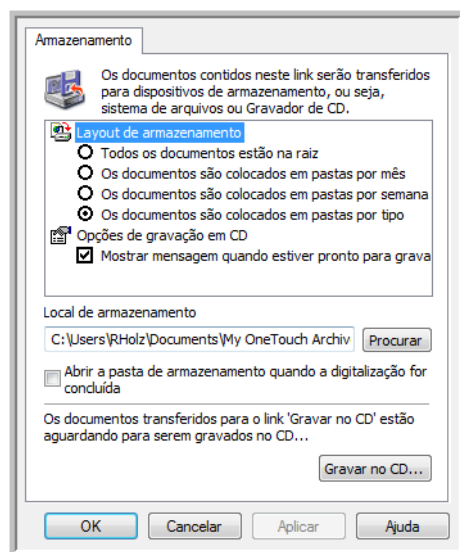 Armazenamento
Os documentos contidos neste link serão transferidos
para dispositivos de armazenamento, ou seja,
sistema de arquivos ou Gravador de CD.
Layout de armazenamento
Todos os documentos estão na raiz
Os documentos são colocados em pastas por mês
Os documentos são colocados em pastas por semana
Os documentos são colocados em pastas por tipo
Opções de gravação em CD
Mostrar mensagem quando estiver pronto para grava
Local de armazenamento
C:\Users\RHolz\Documents\My OneTouch Archiv
Procurar
Abrir a pasta de armazenamento quando a digitalização for
concluída
Os documentos transferidos para o link 'Gravar no CD' estão
aguardando para serem gravados no CD...
Gravar no CD...
OK
Cancelar
Aplicar
Ajuda